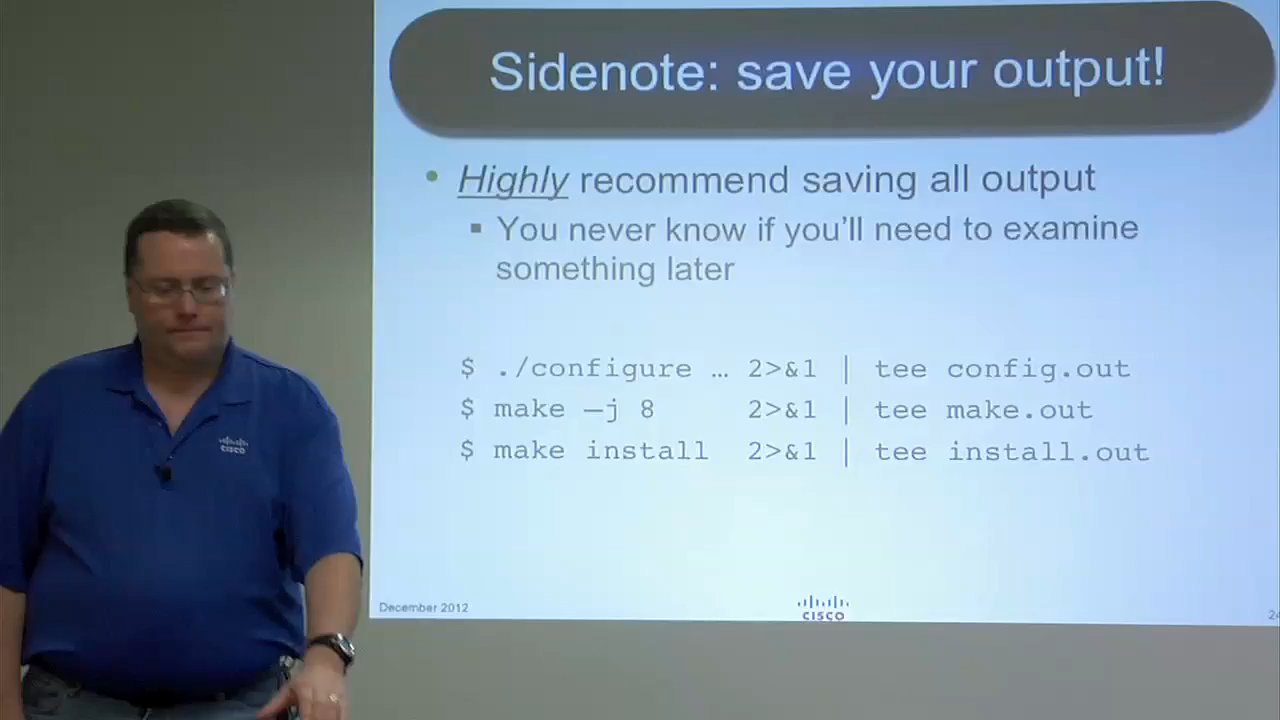 Sidenote: save your output!
• Highly recommend saving all output
▪ You never know if you'll need to examine
something later
$ ./configure … 2>&1 | tee config.out
$ make –j 8 2>&1 | tee make.out
$ make install 2>&1 | tee install.out
cisco
December 2012
CISCO